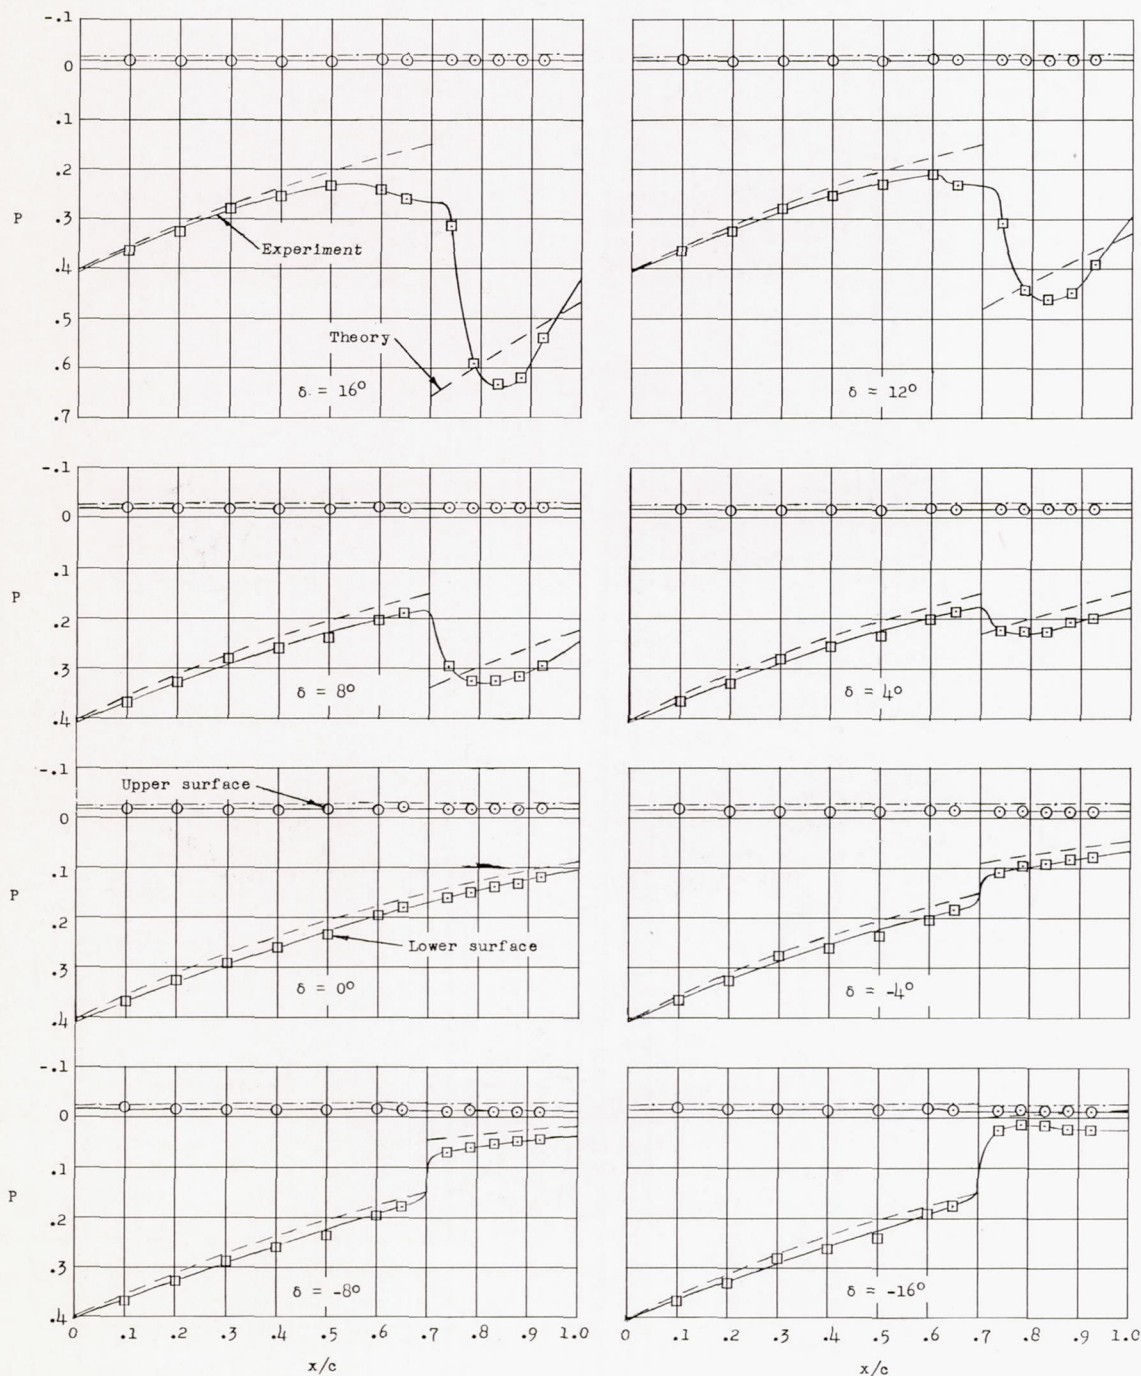 -.1
0
.1
.2
P .3
Experiment
.4
.5
Theory
.6
δ = 16° δ = 12°
.7
-.1
0
.1
P
.2
.3
δ = 8° δ = 4°
.4
-.1
Upper surface
0
.1
P
.2
Lower surface
.3
δ = 0° δ = -4°
.4
-.1
0
.1
P
.2
.3
δ = -8° δ = -16°
.4
0 .1 .2 .3 .4 .5 .6 .7 .8 .9 1.0 0 .1 .2 .3 .4 .5 .6 .7 .8 .9 1.0
x/c x/c